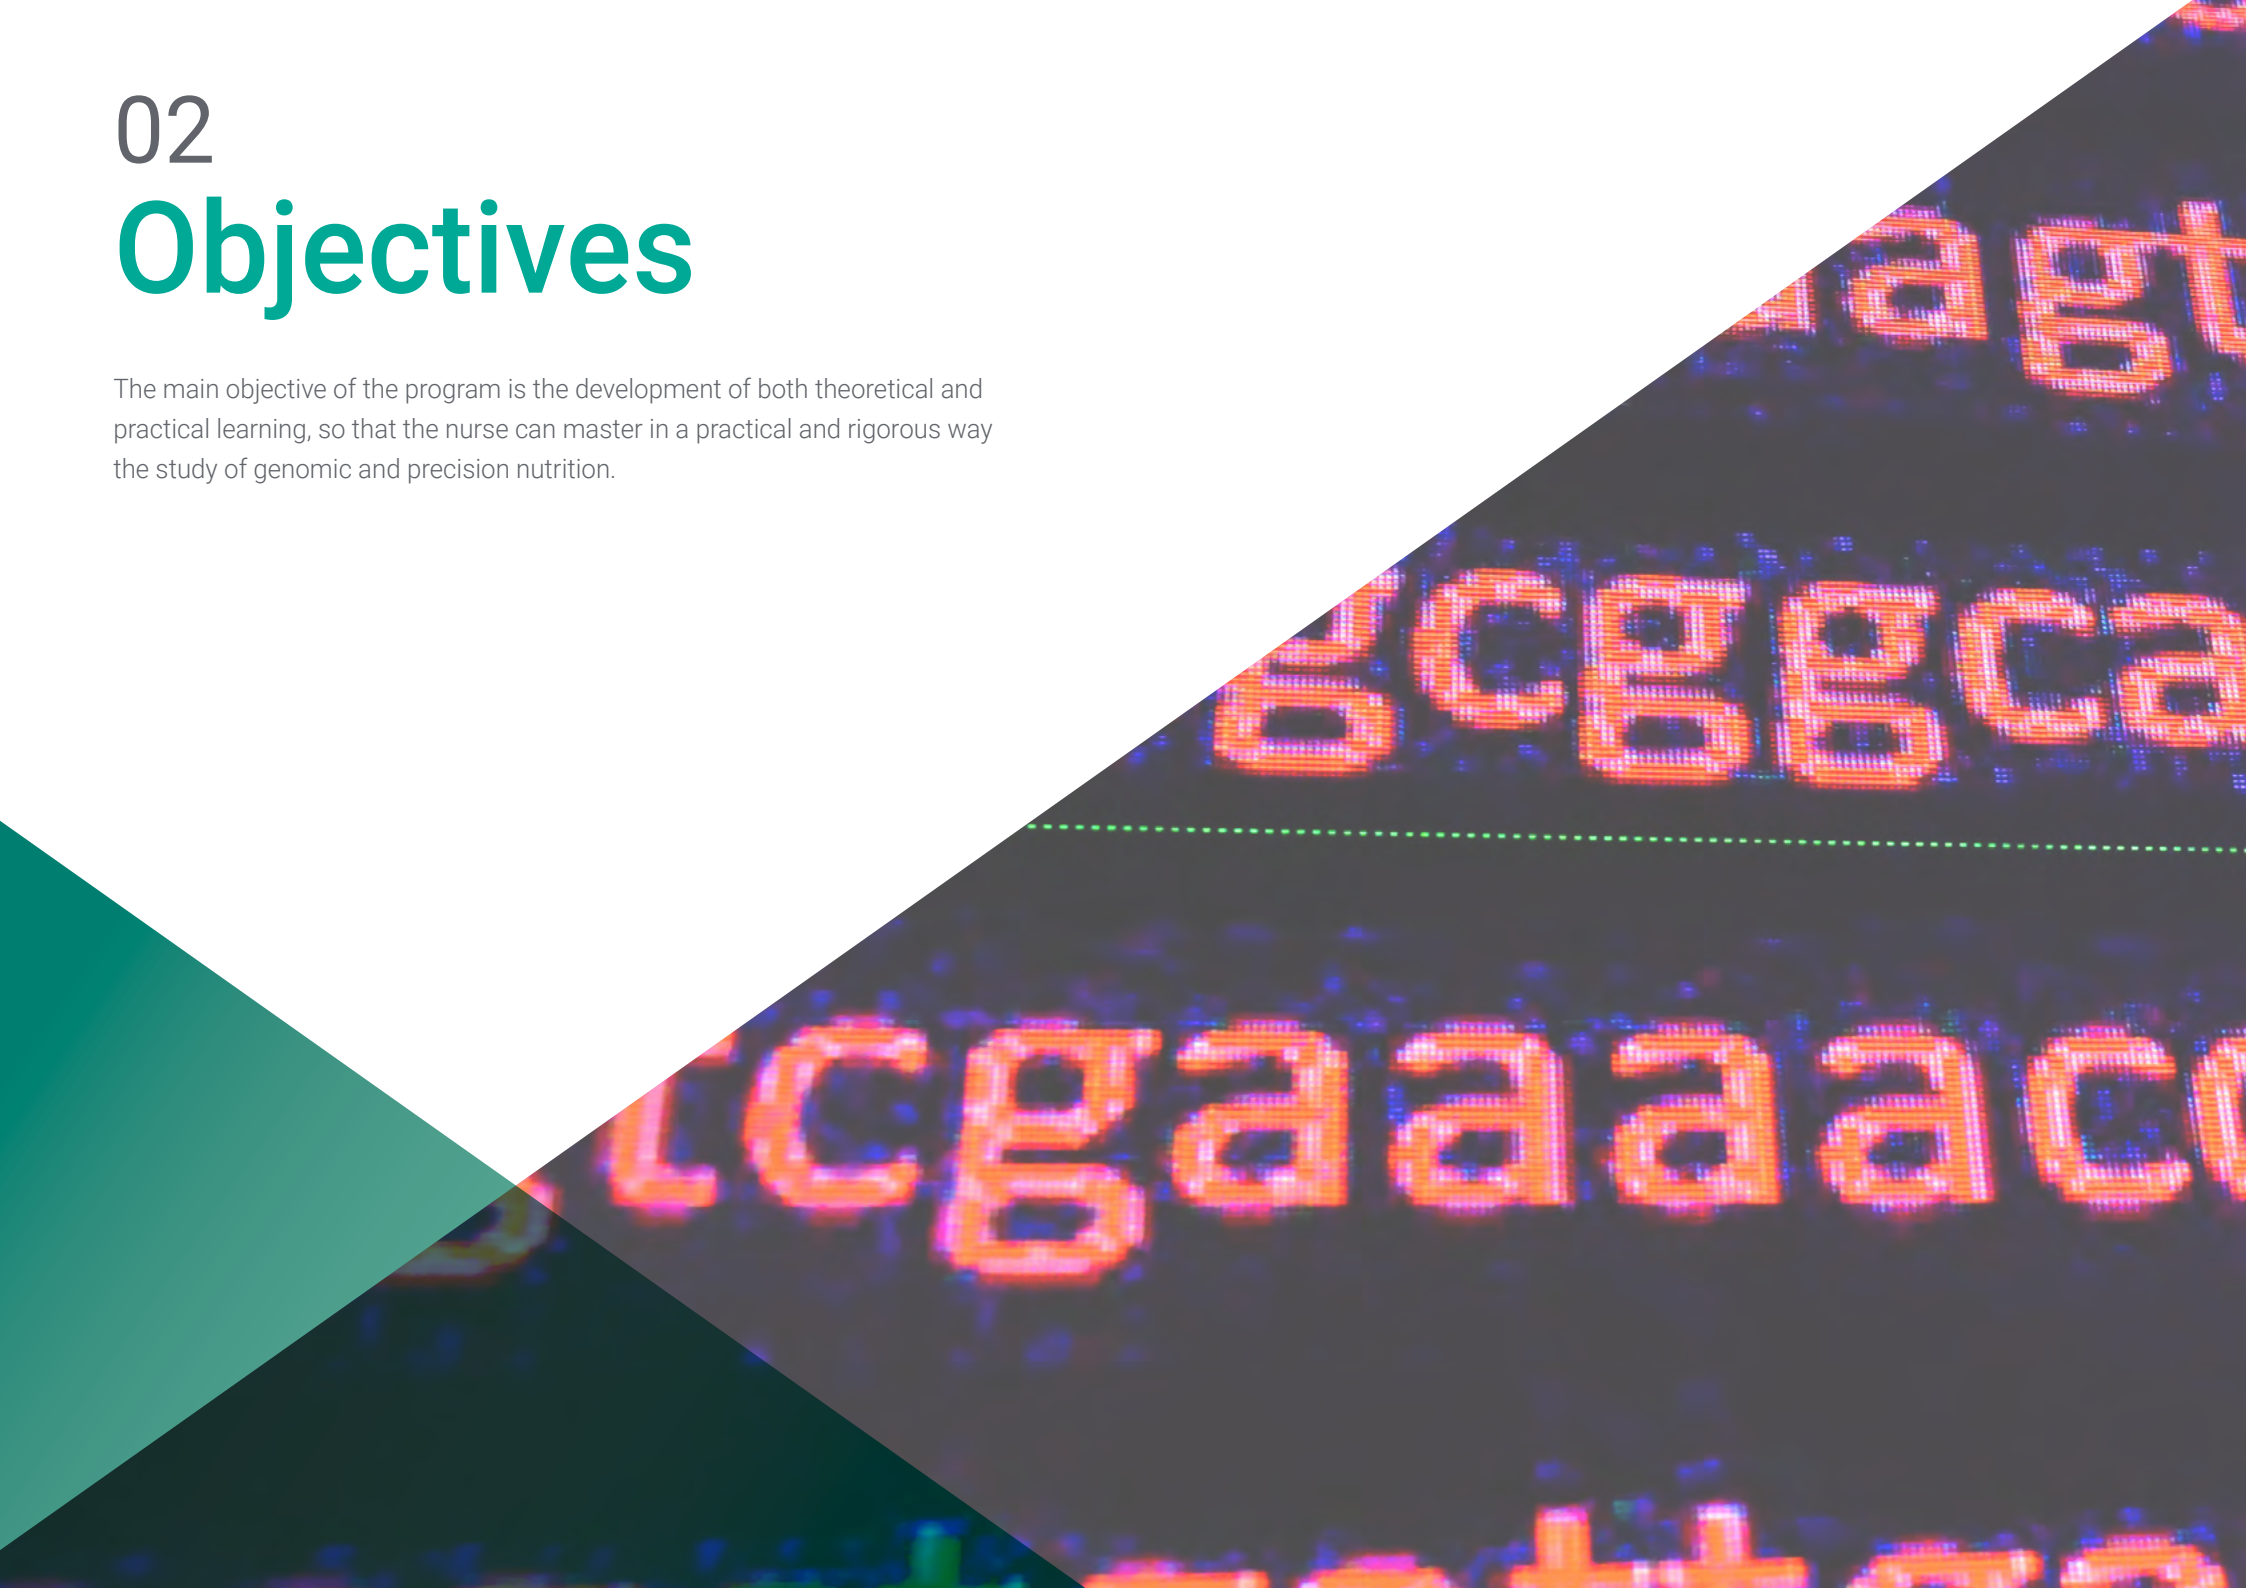 02
Objectives
The main objective of the program is the development of both theoretical and
practical learning, so that the nurse can master in a practical and rigorous way
the study of genomic and precision nutrition.
agt
gcggca
tcgaaaac